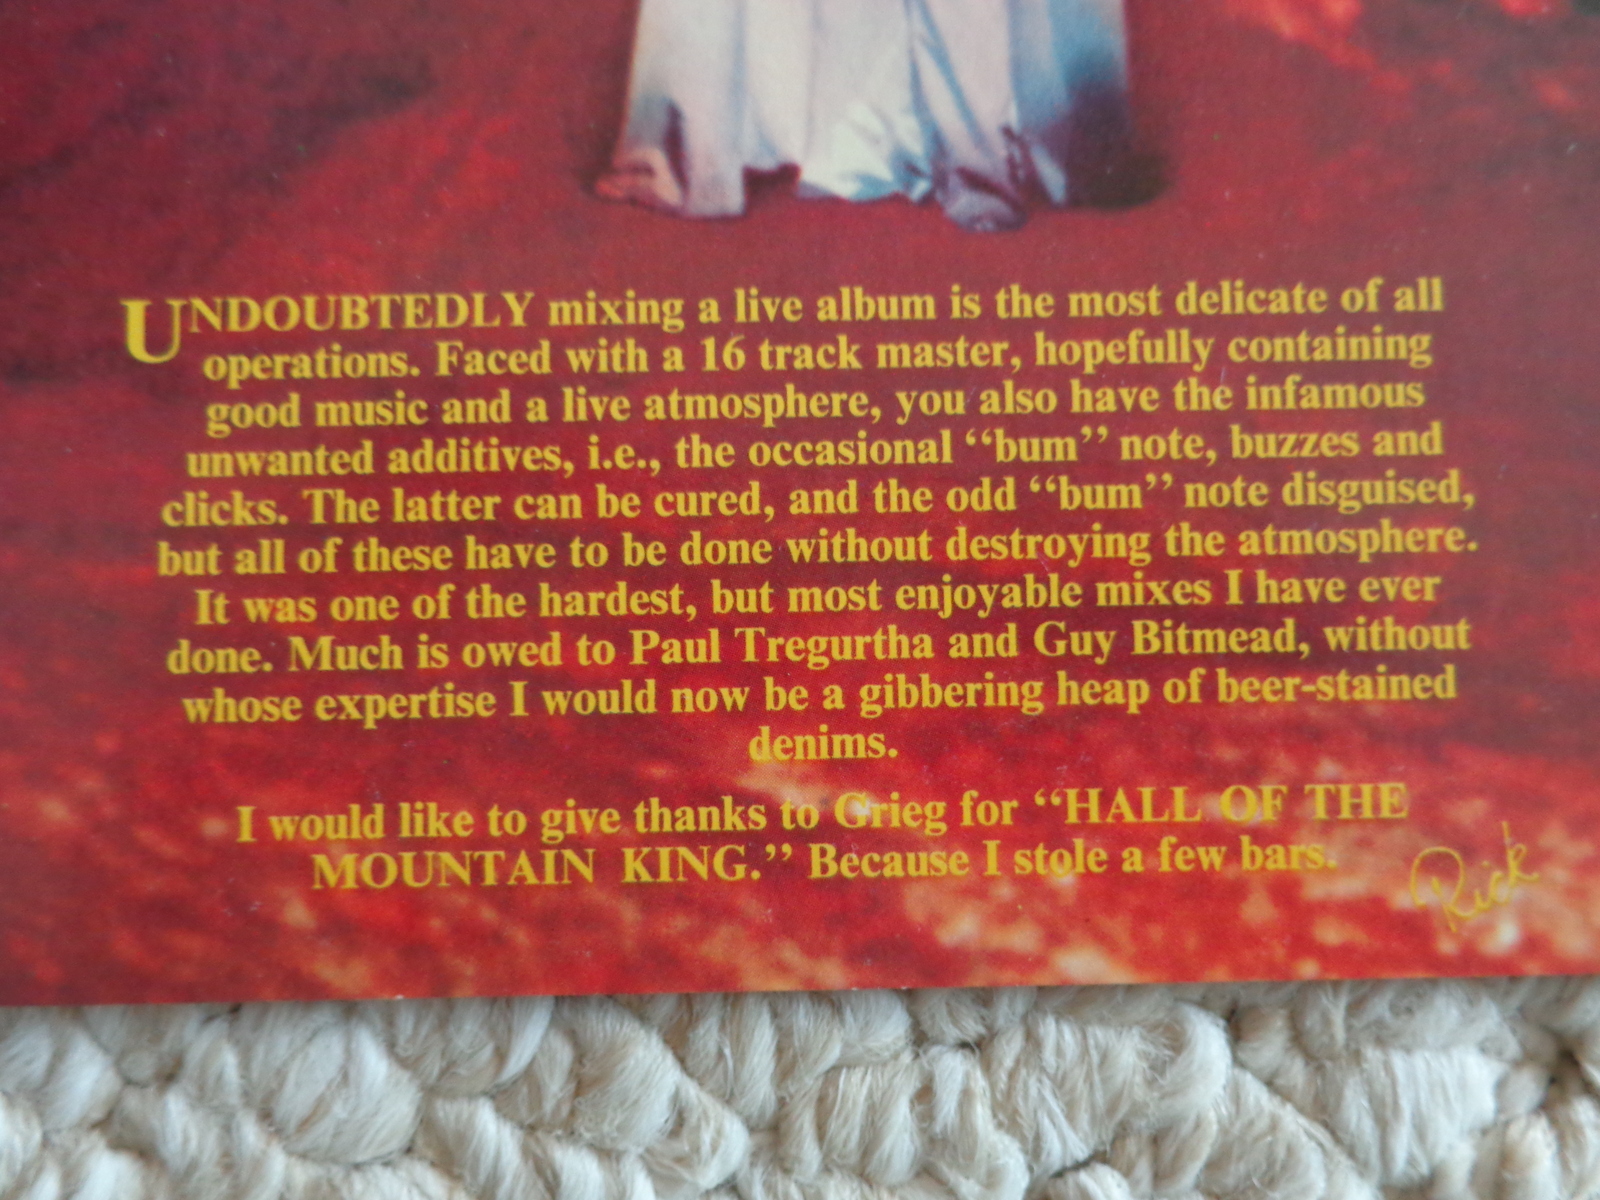 UNDOUBTEDLY mixing a live album is the most delicate of all
operations. Faced with a 16 track master, hopefully containing
good music and a live atmosphere, you also have the infamous
unwanted additives, i.e., the occasional “bum” note, buzzes and
clicks. The latter can be cured, and the odd “bum” note disguised,
but all of these have to be done without destroying the atmosphere.
It was one of the hardest, but most enjoyable mixes I have ever
done. Much is owed to Paul Tregurtha and Guy Bitmead, without
whose expertise I would now be a gibbering heap of beer-stained
denims.
I would like to give thanks to Grieg for “HALL OF THE
MOUNTAIN KING.” Because I stole a few bars.
Rick